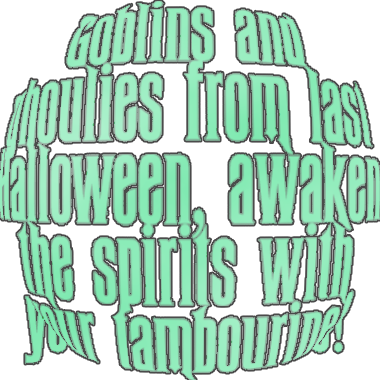 Goblins and
ghoulies from last
Halloween, awaken
the spirits with
your tambourine!